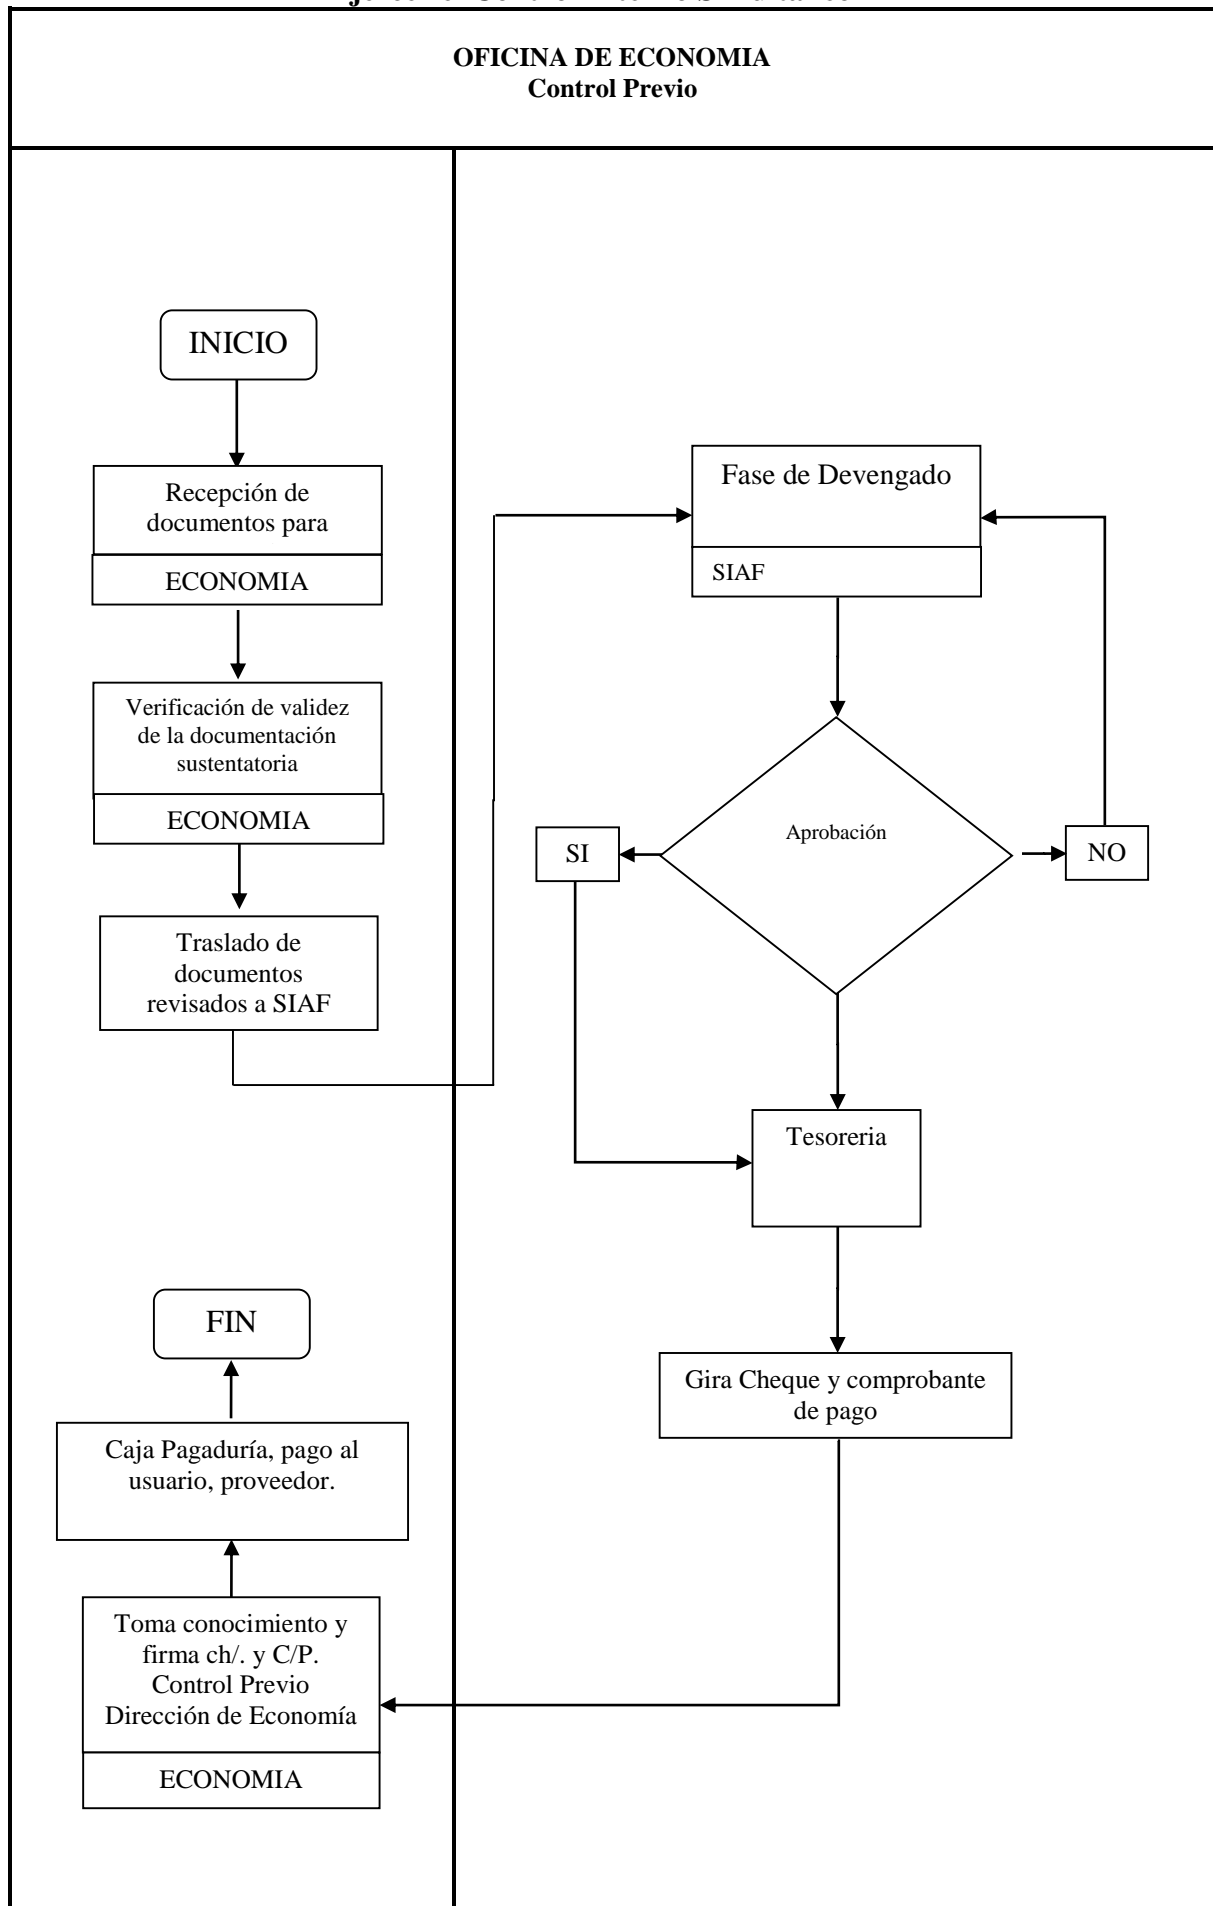 OFICINA DE ECONOMIA
Control Previo
INICIO
Recepción de
documentos para
ECONOMIA
Verificación de validez
de la documentación
sustentatoria
ECONOMIA
Traslado de
documentos
revisados a SIAF
Fase de Devengado
SIAF
Aprobación
SI
NO
Tesoreria
Gira Cheque y comprobante
de pago
FIN
Caja Pagaduría, pago al
usuario, proveedor.
Toma conocimiento y
firma ch/. y C/P.
Control Previo
Dirección de Economía
ECONOMIA